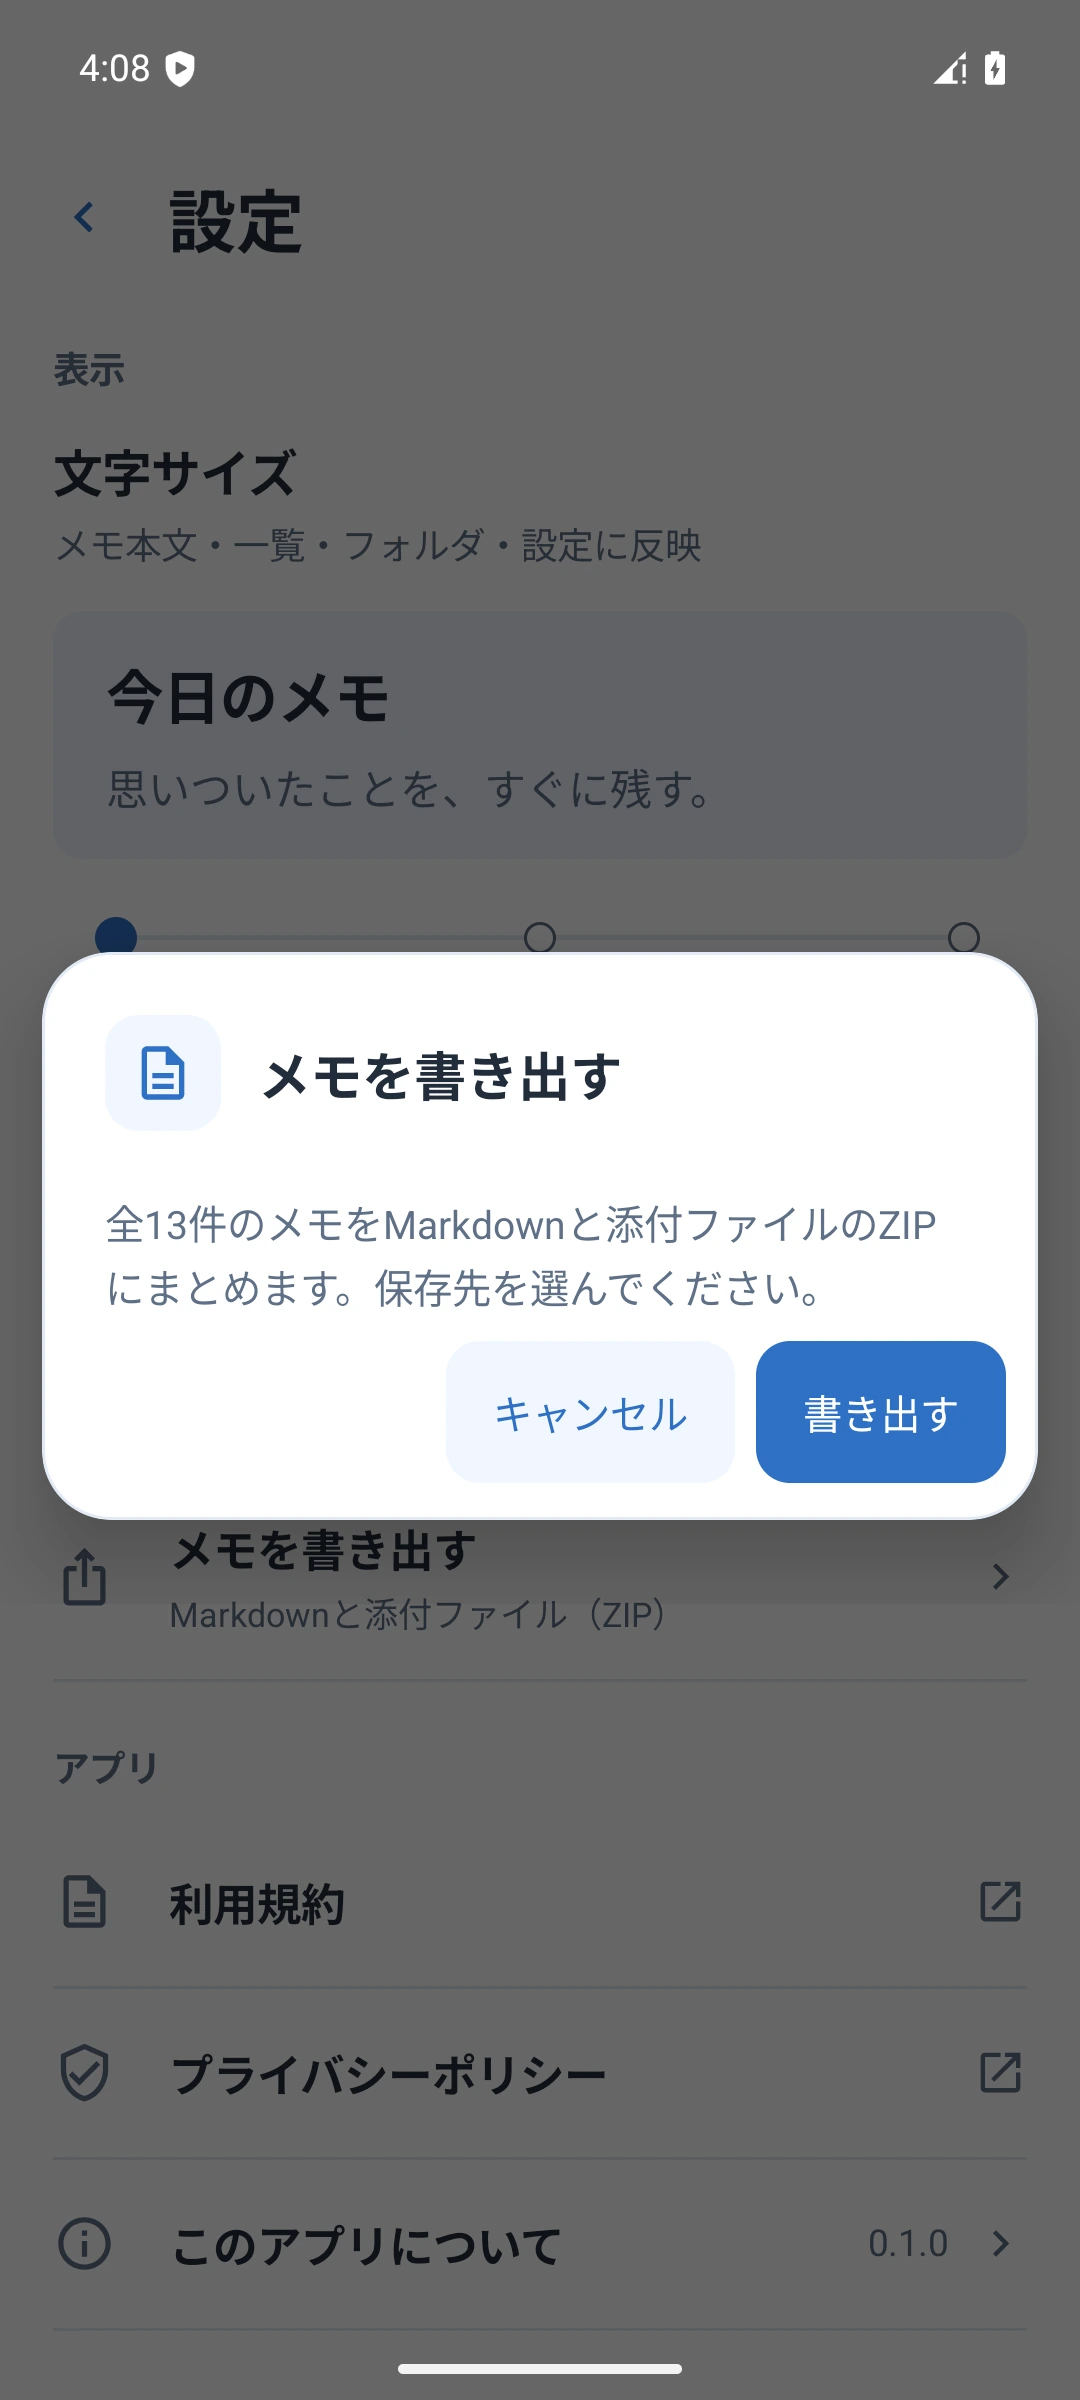 4:08
設定
表示
文字サイズ
メモ本文・一覧・フォルダ・設定に反映
今日のメモ
思いついたことを、すぐに残す。
メモを書き出す
全13件のメモをMarkdownと添付ファイルのZIP
にまとめます。保存先を選んでください。
キャンセル
書き出す
メモを書き出す
Markdownと添付ファイル（ZIP）
アプリ
利用規約
プライバシーポリシー
このアプリについて
0.1.0